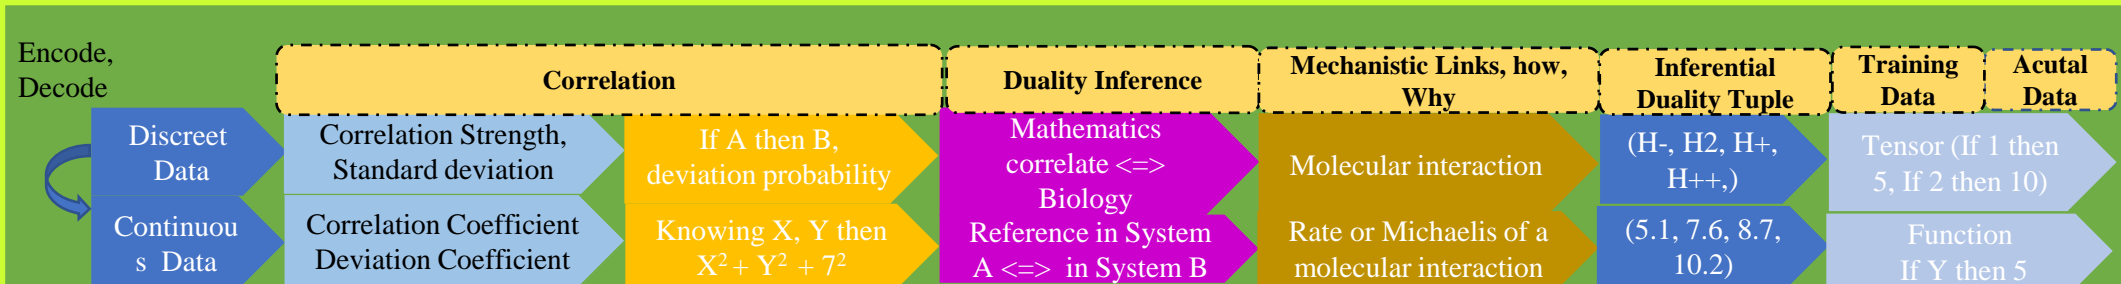 Encode,
Decode
Correlation
Duality Inference
Mechanistic Links, how,
Why
Inferential
Duality Tuple
Training
Data
Acutal
Data
Discreet
Data
Correlation Strength,
Standard deviation
If A then B,
deviation probability
Mathematics
correlate <=>
Biology
Molecular interaction
(H-, H2, H+,
H++,)
Tensor (If 1 then
5, If 2 then 10)
Continuou
s Data
Correlation Coefficient
Deviation Coefficient
Knowing X, Y then
X² + Y² + 7²
Reference in System
A <=> in System B
Rate or Michaelis of a
molecular interaction
(5.1, 7.6, 8.7,
10.2)
Function
If Y then 5